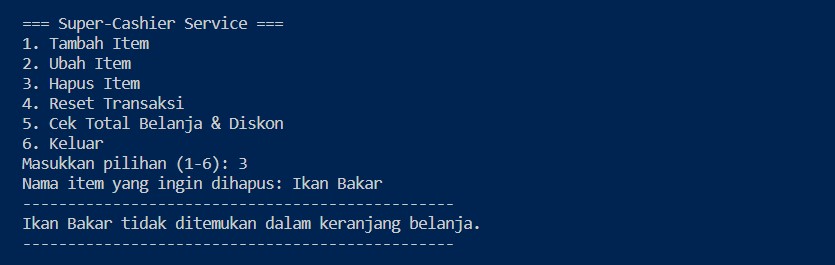 === Super-Cashier Service ===
1. Tambah Item
2. Ubah Item
3. Hapus Item
4. Reset Transaksi
5. Cek Total Belanja & Diskon
6. Keluar
Masukkan pilihan (1-6): 3
Nama item yang ingin dihapus: Ikan Bakar
------------------------------------------------
Ikan Bakar tidak ditemukan dalam keranjang belanja.
------------------------------------------------